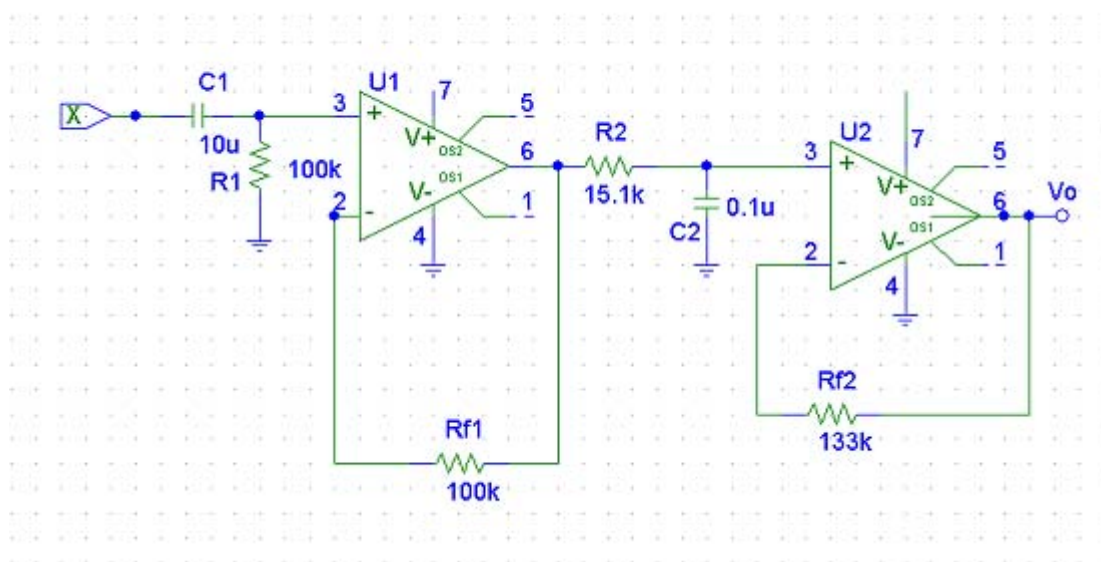 X
C1
10u
R1
100k
U1
3
+
2
-
V+
V-
OS2
OS1
7
5
6
1
4
Rf1
100k
R2
15.1k
C2
0.1u
U2
3
+
2
-
V+
V-
OS2
OS1
7
5
6
1
4
Vo
Rf2
133k